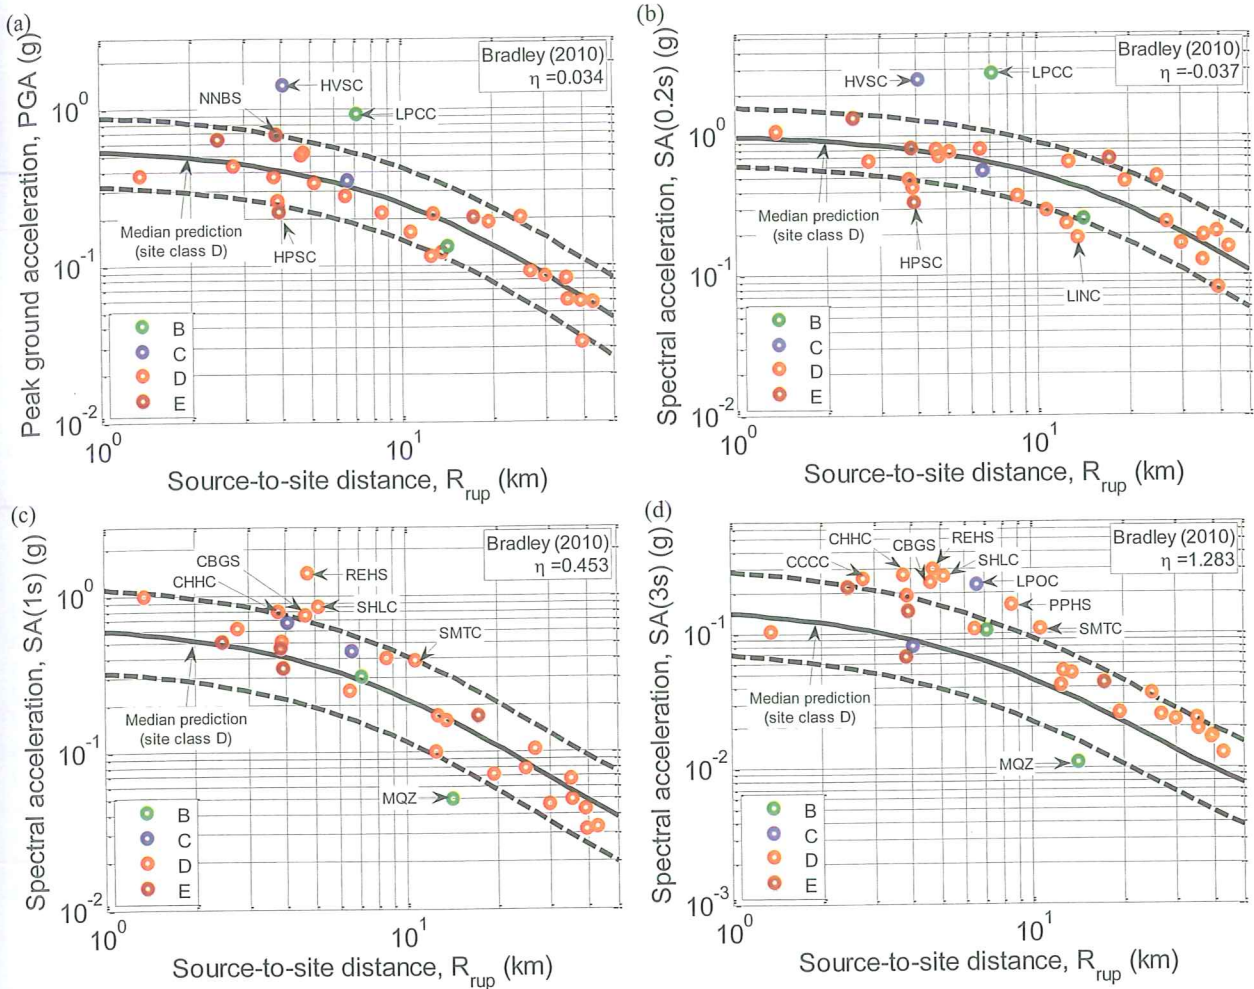 (a)
Peak ground acceleration, PGA (g)
10^0
10^-1
10^-2
Bradley (2010)
η =0.034
HVSC
NNBS
LPCC
Median prediction
(site class D)
HPSC
B
C
D
E
10^0
10^1
Source-to-site distance, R_rup (km)
(b)
Spectral acceleration, SA(0.2s) (g)
10^0
10^-1
10^-2
Bradley (2010)
η =-0.037
HVSC
LPCC
Median prediction
(site class D)
HPSC
LINC
B
C
D
E
10^0
10^1
Source-to-site distance, R_rup (km)
(c)
Spectral acceleration, SA(1s) (g)
10^0
10^-1
10^-2
Bradley (2010)
η =0.453
CBGS
CHHC
REHS
SHLC
SMTC
Median prediction
(site class D)
MQZ
B
C
D
E
10^0
10^1
Source-to-site distance, R_rup (km)
(d)
Spectral acceleration, SA(3s) (g)
10^0
10^-1
10^-2
10^-3
Bradley (2010)
η =1.283
CHHC
CBGS
REHS
CCCC
SHLC
LPOC
PPHS
SMTC
Median prediction
(site class D)
MQZ
B
C
D
E
10^0
10^1
Source-to-site distance, R_rup (km)